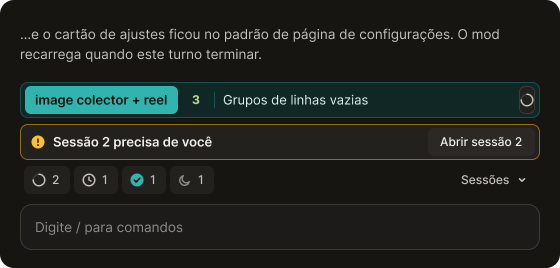 ...e o cartão de ajustes ficou no padrão de página de configurações. O mod
recarrega quando este turno terminar.
image colector + reel 3 Grupos de linhas vazias
Sessão 2 precisa de você Abrir sessão 2
2 1 1 1 Sessões
Digite / para comandos